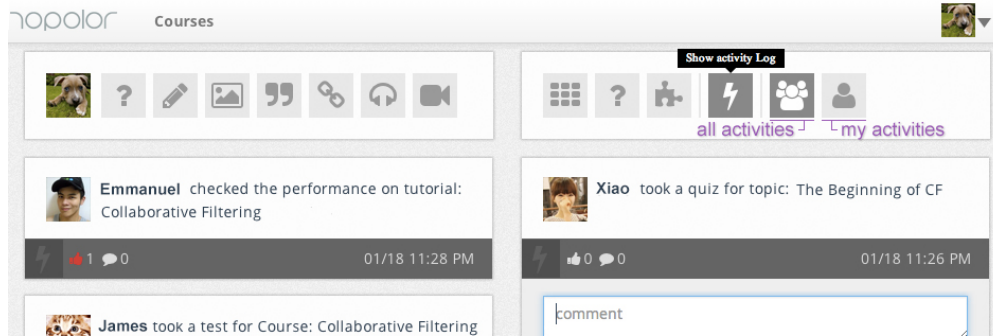 nopolor Courses
Show activity Log
? ?
all activities my activities
Emmanuel checked the performance on tutorial:
Collaborative Filtering
1 0 01/18 11:28 PM
Xiao took a quiz for topic: The Beginning of CF
0 0 01/18 11:26 PM
James took a test for Course: Collaborative Filtering
comment